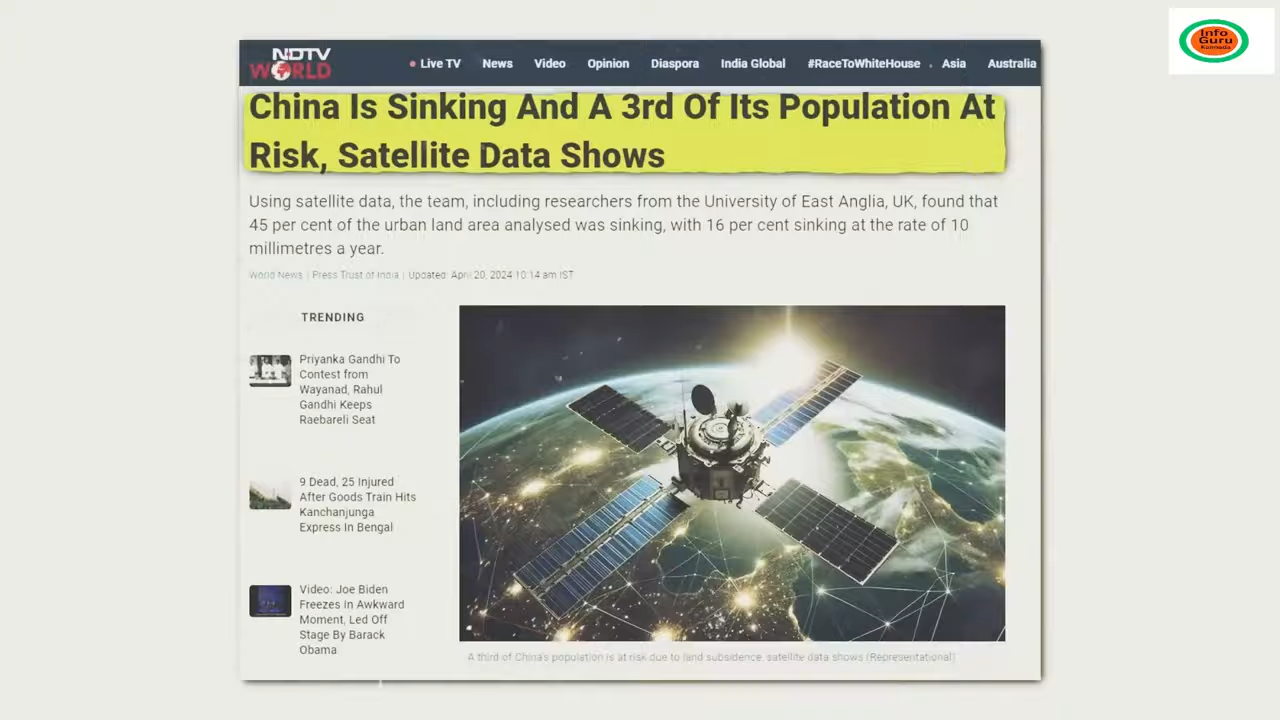 Info
Guru
Kannada
NDTV
WORLD
Live TV News Video Opinion Diaspora India Global #RaceToWhiteHouse Asia Australia
China Is Sinking And A 3rd Of Its Population At
Risk, Satellite Data Shows
Using satellite data, the team, including researchers from the University of East Anglia, UK, found that
45 per cent of the urban land area analysed was sinking, with 16 per cent sinking at the rate of 10
millimetres a year.
World News | Press Trust of India | Updated: April 20, 2024 10:14 am IST
TRENDING
Priyanka Gandhi To
Contest from
Wayanad, Rahul
Gandhi Keeps
Raebareli Seat
9 Dead, 25 Injured
After Goods Train Hits
Kanchanjunga
Express In Bengal
Video: Joe Biden
Freezes In Awkward
Moment, Led Off
Stage By Barack
Obama
A third of China's population is at risk due to land subsidence, satellite data shows (Representational)